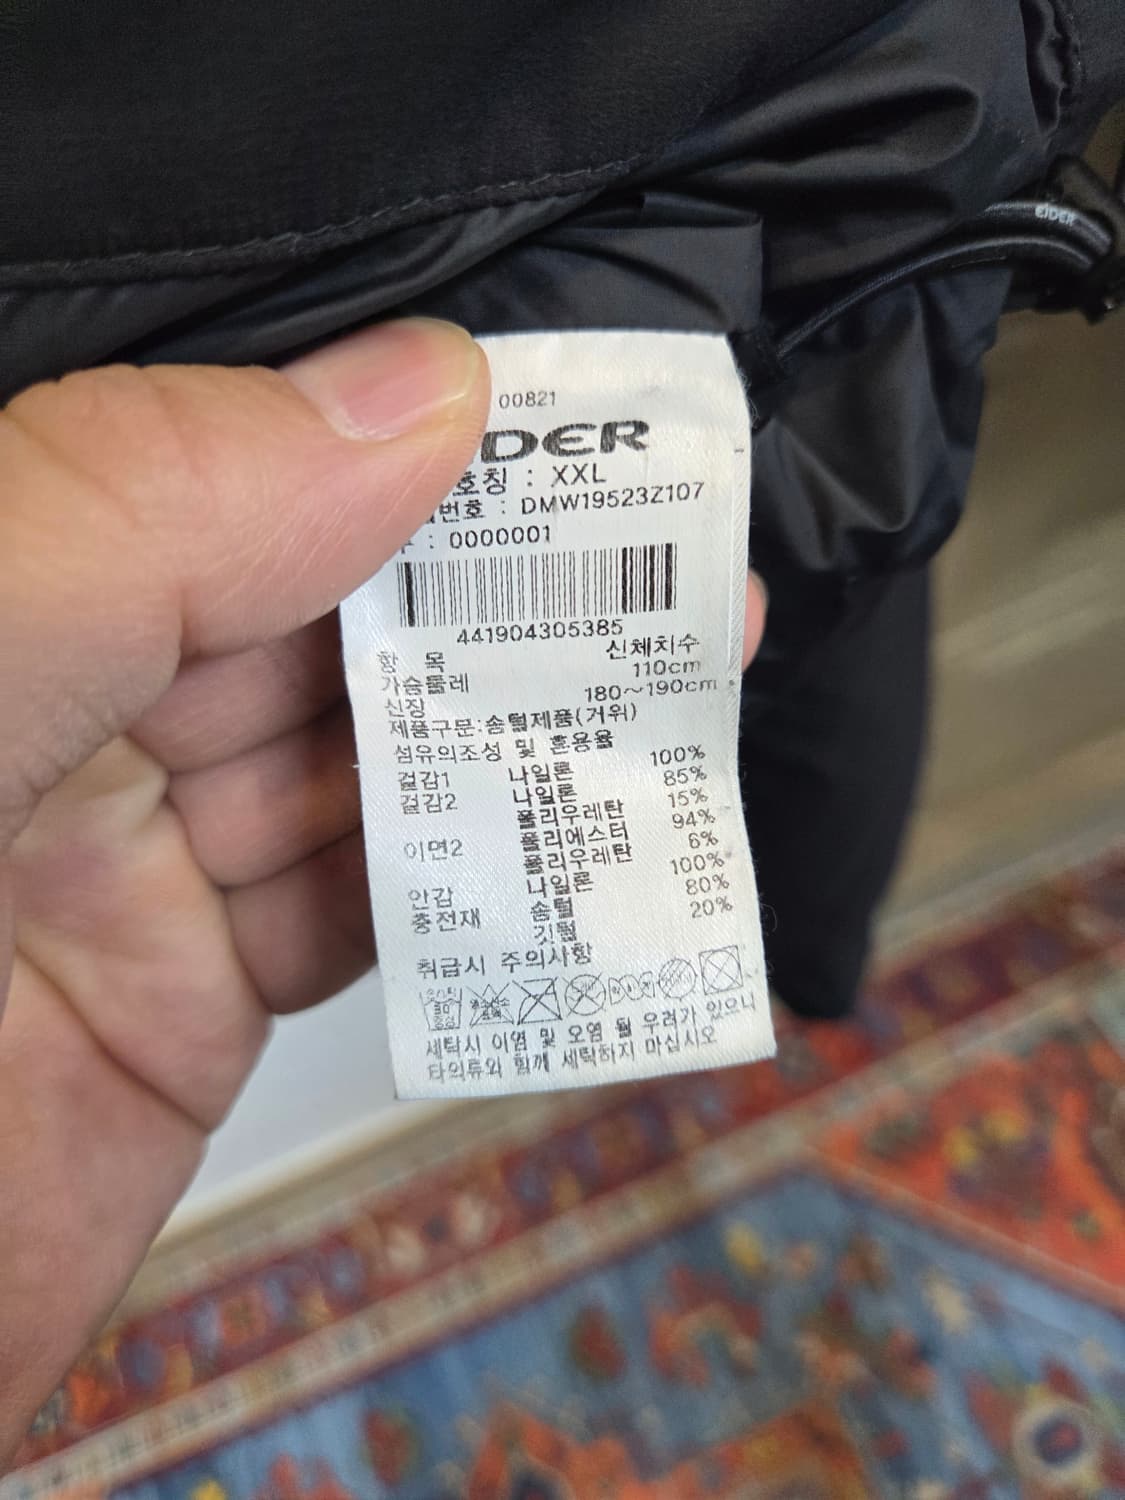 EIDER
00821
EIDER
호칭 : XXL
번호 : DMW19523Z107
: 0000001
441904305385
항 목 신체치수
가슴둘레 110cm
신장 180~190cm
제품구분:솜털제품(거위)
섬유의조성 및 혼용율
겉감1 나일론 100%
겉감2 나일론 85%
폴리우레탄 15%
이면2 폴리에스터 94%
폴리우레탄 6%
안감 나일론 100%
충전재 솜털 80%
깃털 20%
취급시 주의사항
세탁시 이염 및 오염 될 우려가 있으니
타의류와 함께 세탁하지 마십시오